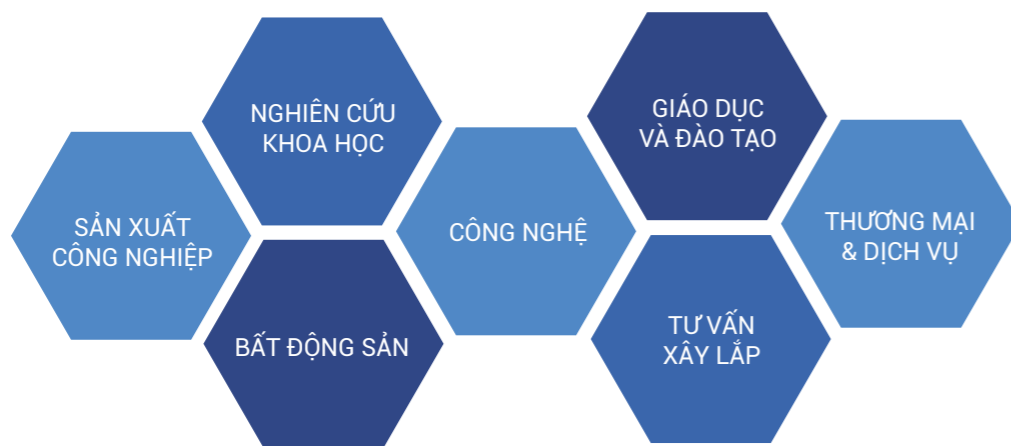 NGHIÊN CỨU
KHOA HỌC
GIÁO DỤC
VÀ ĐÀO TẠO
SẢN XUẤT
CÔNG NGHIỆP
CÔNG NGHỆ
THƯƠNG MẠI
& DỊCH VỤ
BẤT ĐỘNG SẢN
TƯ VẤN
XÂY LẮP